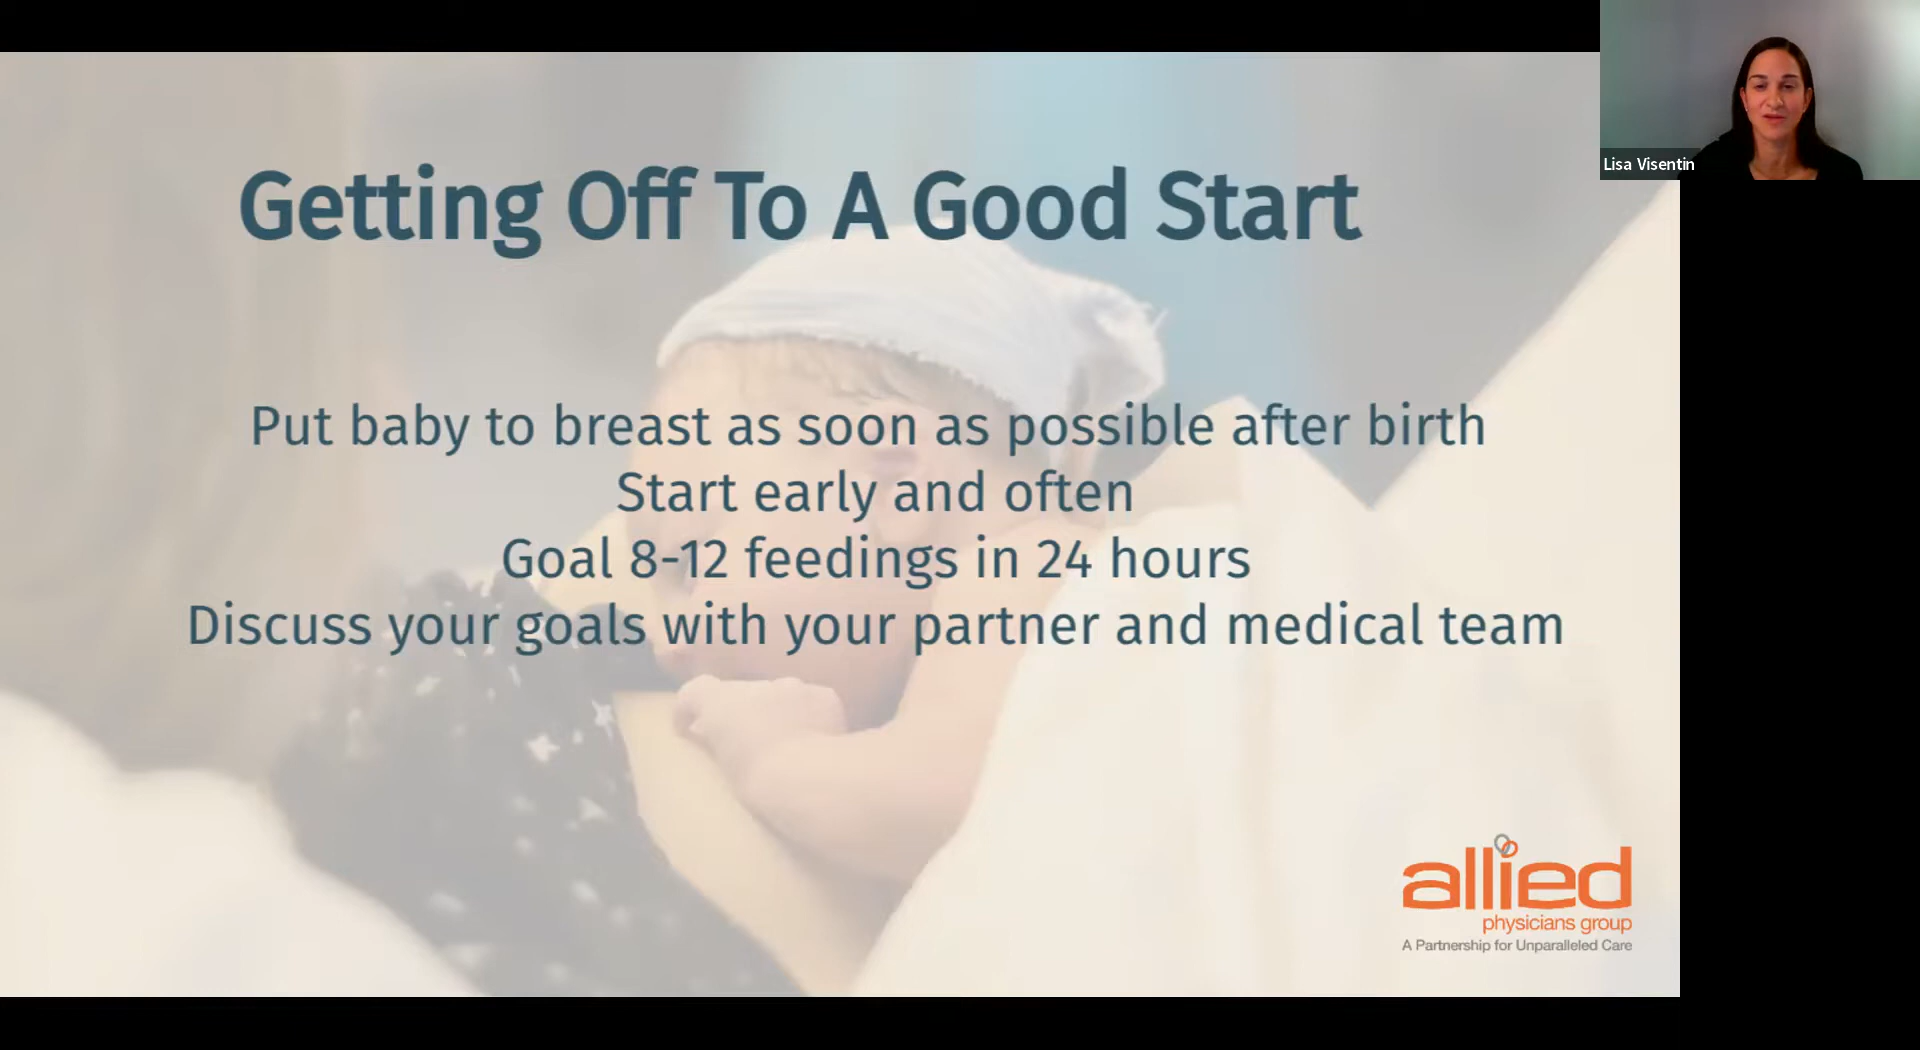 Getting Off To A Good Start
Put baby to breast as soon as possible after birth
Start early and often
Goal 8-12 feedings in 24 hours
Discuss your goals with your partner and medical team
Lisa Visentin
allied
physicians group
A Partnership for Unparalleled Care